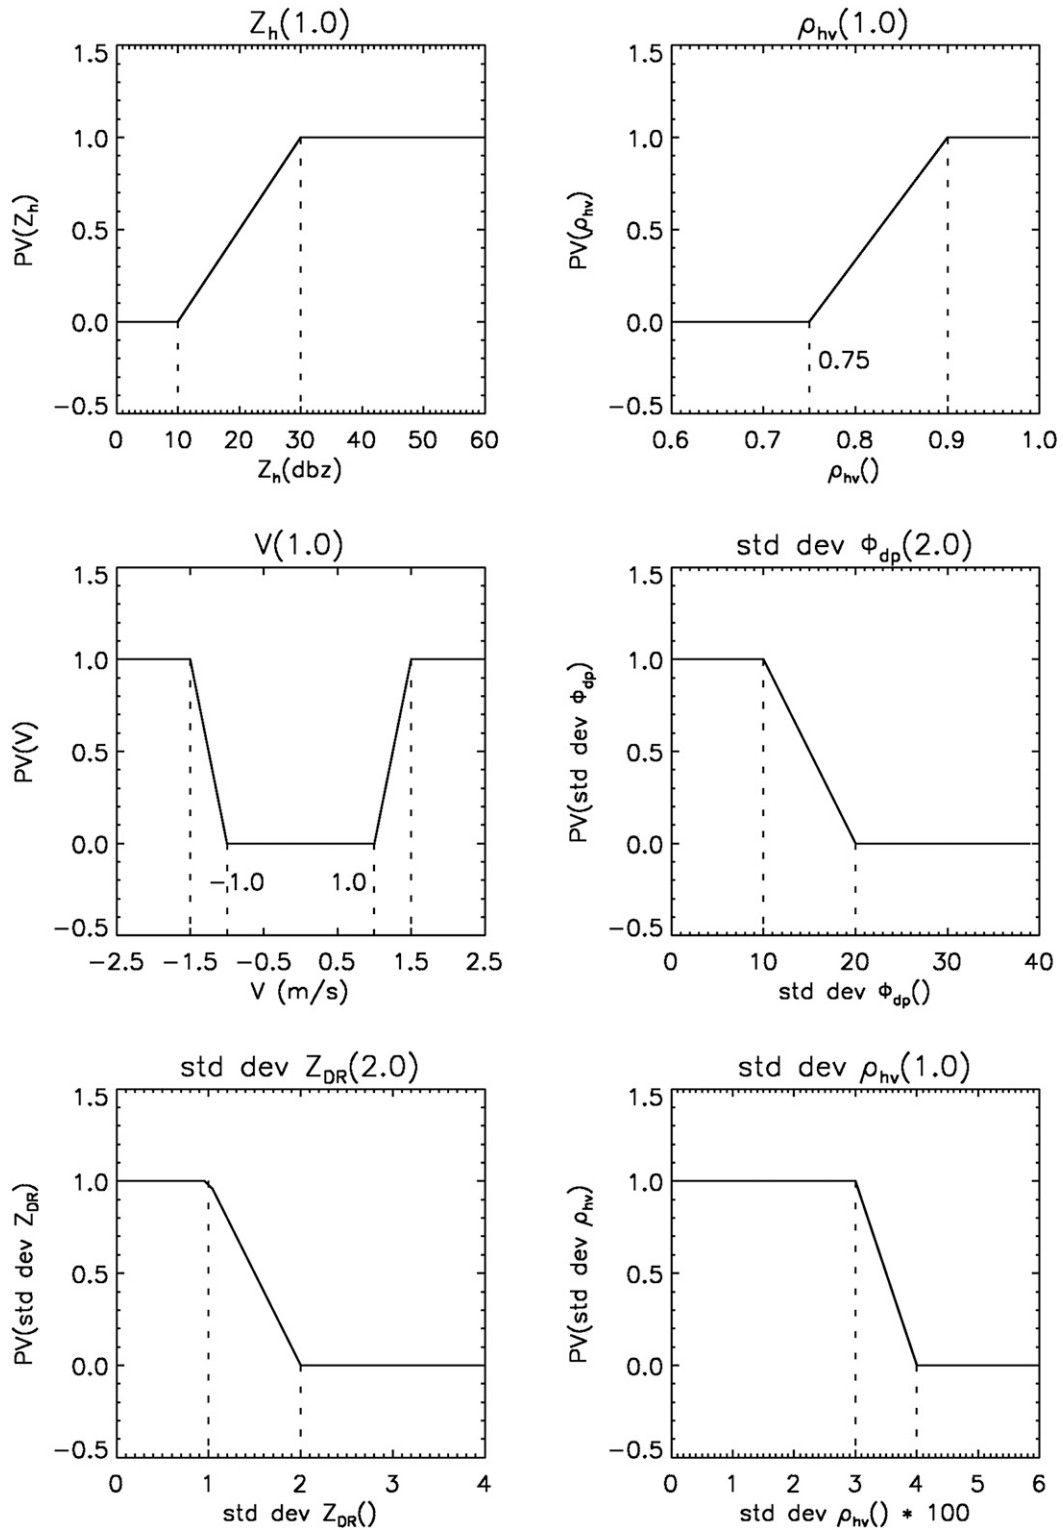 Z_h(1.0)
PV(Z_h)
1.5
1.0
0.5
0.0
−0.5
0 10 20 30 40 50 60
Z_h(dbz)
ρ_hv(1.0)
PV(ρ_hv)
1.5
1.0
0.5
0.0
−0.5
0.75
0.6 0.7 0.8 0.9 1.0
ρ_hv()
V(1.0)
PV(V)
1.5
1.0
0.5
0.0
−0.5
−1.0 1.0
−2.5 −1.5 −0.5 0.5 1.5 2.5
V (m/s)
std dev Φ_dp(2.0)
PV(std dev Φ_dp)
1.5
1.0
0.5
0.0
−0.5
0 10 20 30 40
std dev Φ_dp()
std dev Z_DR(2.0)
PV(std dev Z_DR)
1.5
1.0
0.5
0.0
−0.5
0 1 2 3 4
std dev Z_DR()
std dev ρ_hv(1.0)
PV(std dev ρ_hv)
1.5
1.0
0.5
0.0
−0.5
0 1 2 3 4 5 6
std dev ρ_hv() * 100